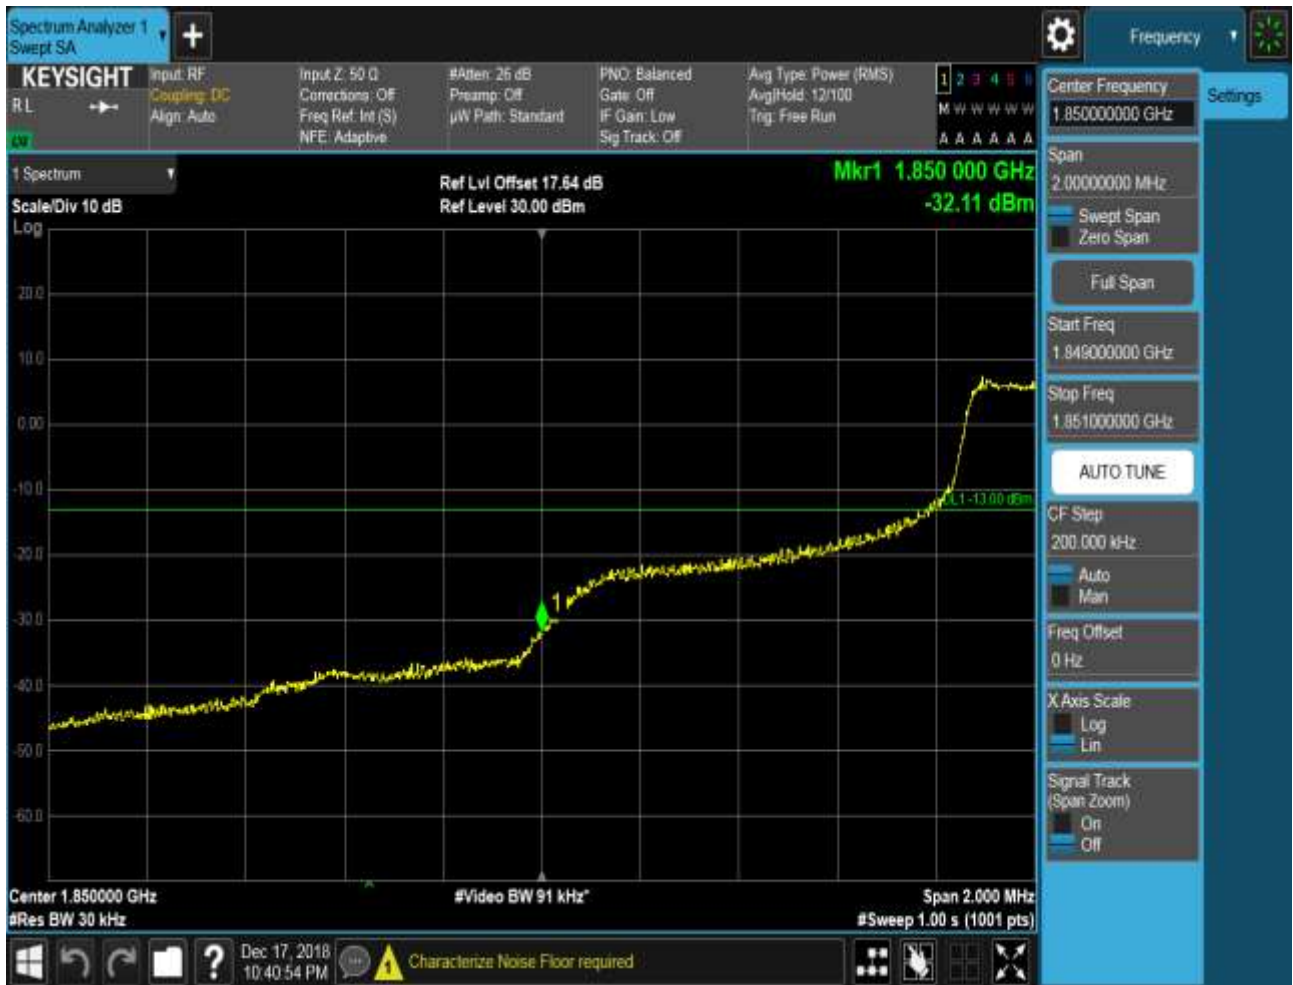 Spectrum Analyzer 1
Swept SA
Frequency
KEYSIGHT
R L
Input: RF
Coupling: DC
Align: Auto
Input Z: 50 Ω
Corrections: Off
Freq Ref: Int (S)
NFE: Adaptive
#Atten: 26 dB
Preamp: Off
µW Path: Standard
PNO: Balanced
Gate: Off
IF Gain: Low
Sig Track: Off
Avg Type: Power (RMS)
Avg|Hold: 12/100
Trig: Free Run
1 2 3 4 5 6
M W W W W W
A A A A A A
1 Spectrum
Scale/Div 10 dB
Log
Ref Lvl Offset 17.64 dB
Ref Level 30.00 dBm
Mkr1 1.850 000 GHz
-32.11 dBm
20.0
10.0
0.00
-10.0
-20.0
-30.0
-40.0
-50.0
-60.0
DL1 -13.00 dBm
1
Center 1.850000 GHz
#Res BW 30 kHz
#Video BW 91 kHz*
Span 2.000 MHz
#Sweep 1.00 s (1001 pts)
Center Frequency
1.850000000 GHz
Settings
Span
2.00000000 MHz
Swept Span
Zero Span
Full Span
Start Freq
1.849000000 GHz
Stop Freq
1.851000000 GHz
AUTO TUNE
CF Step
200.000 kHz
Auto
Man
Freq Offset
0 Hz
X Axis Scale
Log
Lin
Signal Track
(Span Zoom)
On
Off
?
Dec 17, 2018
10:40:54 PM
1
Characterize Noise Floor required